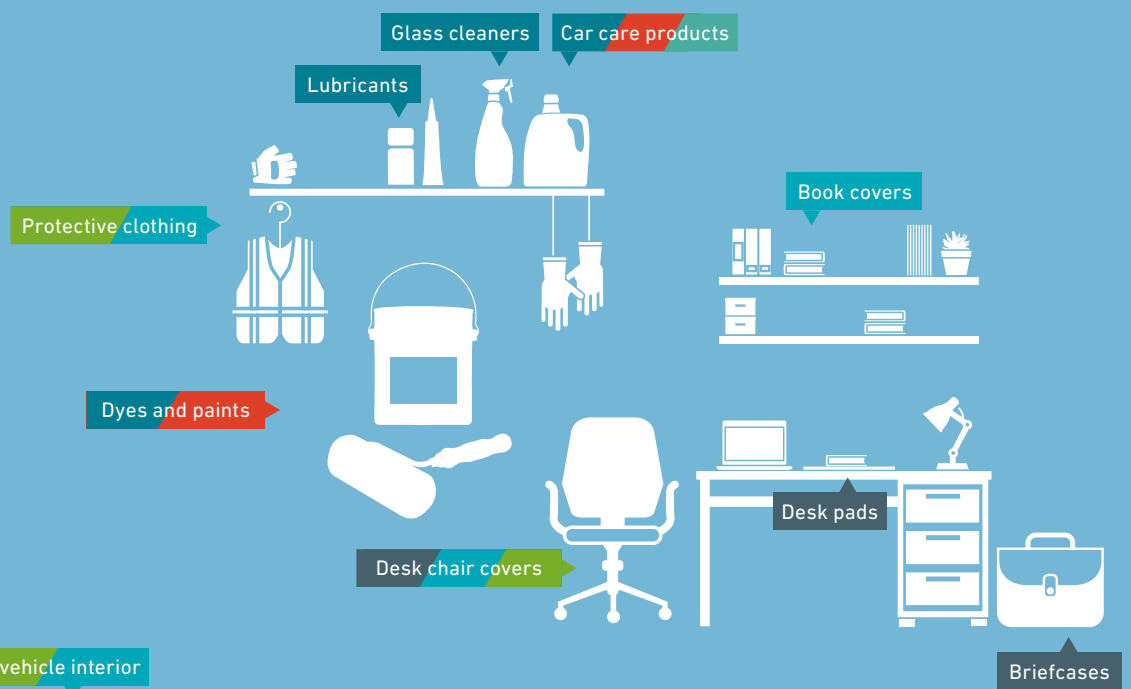 Glass cleaners
Car care products
Lubricants
Book covers
Protective clothing
Dyes and paints
Desk pads
Desk chair covers
vehicle interior
Briefcases